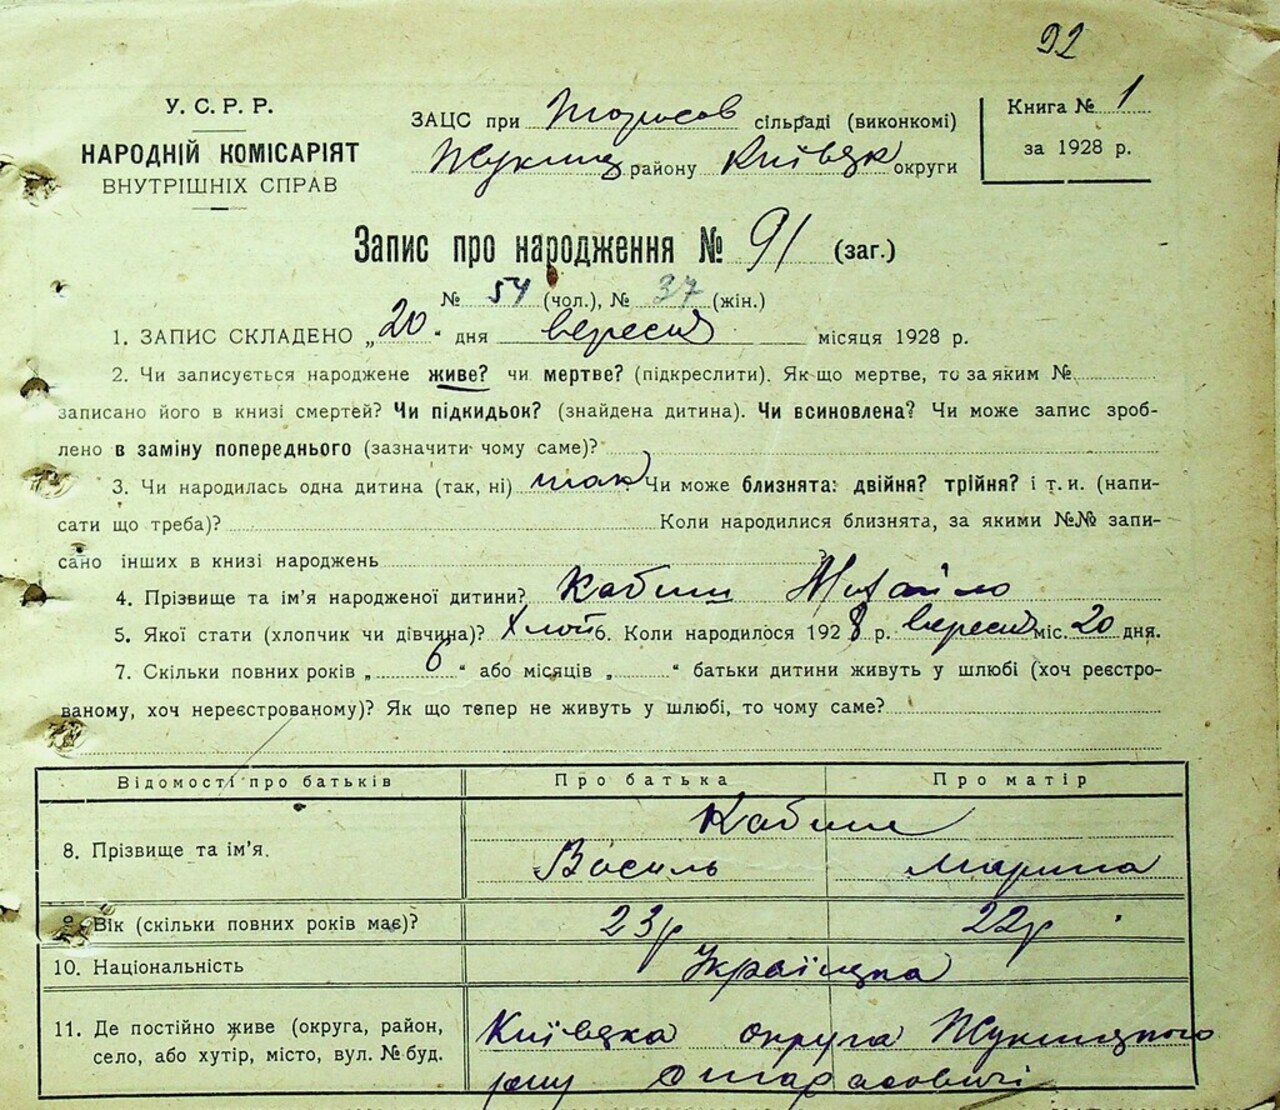 92
У. С. Р. Р.
НАРОДНІЙ КОМІСАРІЯТ
ВНУТРІШНІХ СПРАВ
ЗАЦС при сільраді (виконкомі)
району Київськ округи
Книга № 1
за 1928 р.
Запис про народження № 91 (заг.)
№ 54 (чол.), № 37 (жін.)
1. ЗАПИС СКЛАДЕНО „ 20 “ дня вересня місяця 1928 р.
2. Чи записується народжене живе? чи мертве? (підкреслити). Як що мертве, то за яким №
записано його в книзі смертей? Чи підкидьок? (знайдена дитина). Чи всиновлена? Чи може запис зроб-
лено в заміну попереднього (зазначити чому саме)?
3. Чи народилась одна дитина (так, ні) так Чи може близнята: двійня? трійня? і т. и. (напи-
сати що треба)? Коли народилися близнята, за якими №№ запи-
сано інших в книзі народжень
4. Прізвище та ім’я народженої дитини? Кабиш Михайло
5. Якої стати (хлопчик чи дівчина)? Хлоп 6. Коли народилося 1928 р. вересня міс. 20 дня.
7. Скільки повних років „ 6 “ або місяців „ “ батьки дитини живуть у шлюбі (хоч реєстро-
ваному, хоч нереєстрованому)? Як що тепер не живуть у шлюбі, то чому саме?
Відомості про батьків Про батька Про матір
Кабиш
8. Прізвище та ім’я.
Василь Марина
9. Вік (скільки повних років має)? 23р 22р
10. Національність Українська
11. Де постійно живе (округа, район,
село, або хутір, місто, вул. № буд.
Київська округа